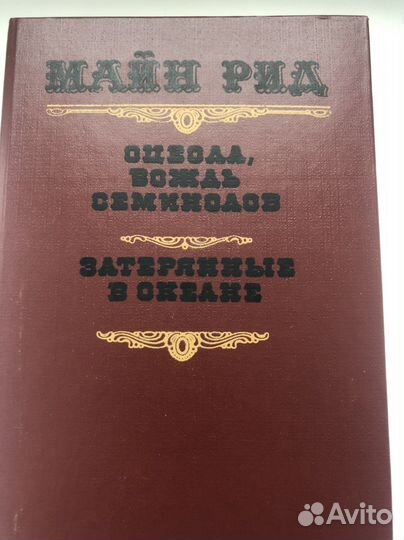 МАЙН РИД
ОЦЕОЛА,
ВОЖДЬ
СЕМИНОЛОВ
ЗАТЕРЯННЫЕ
В ОКЕАНЕ
Avito